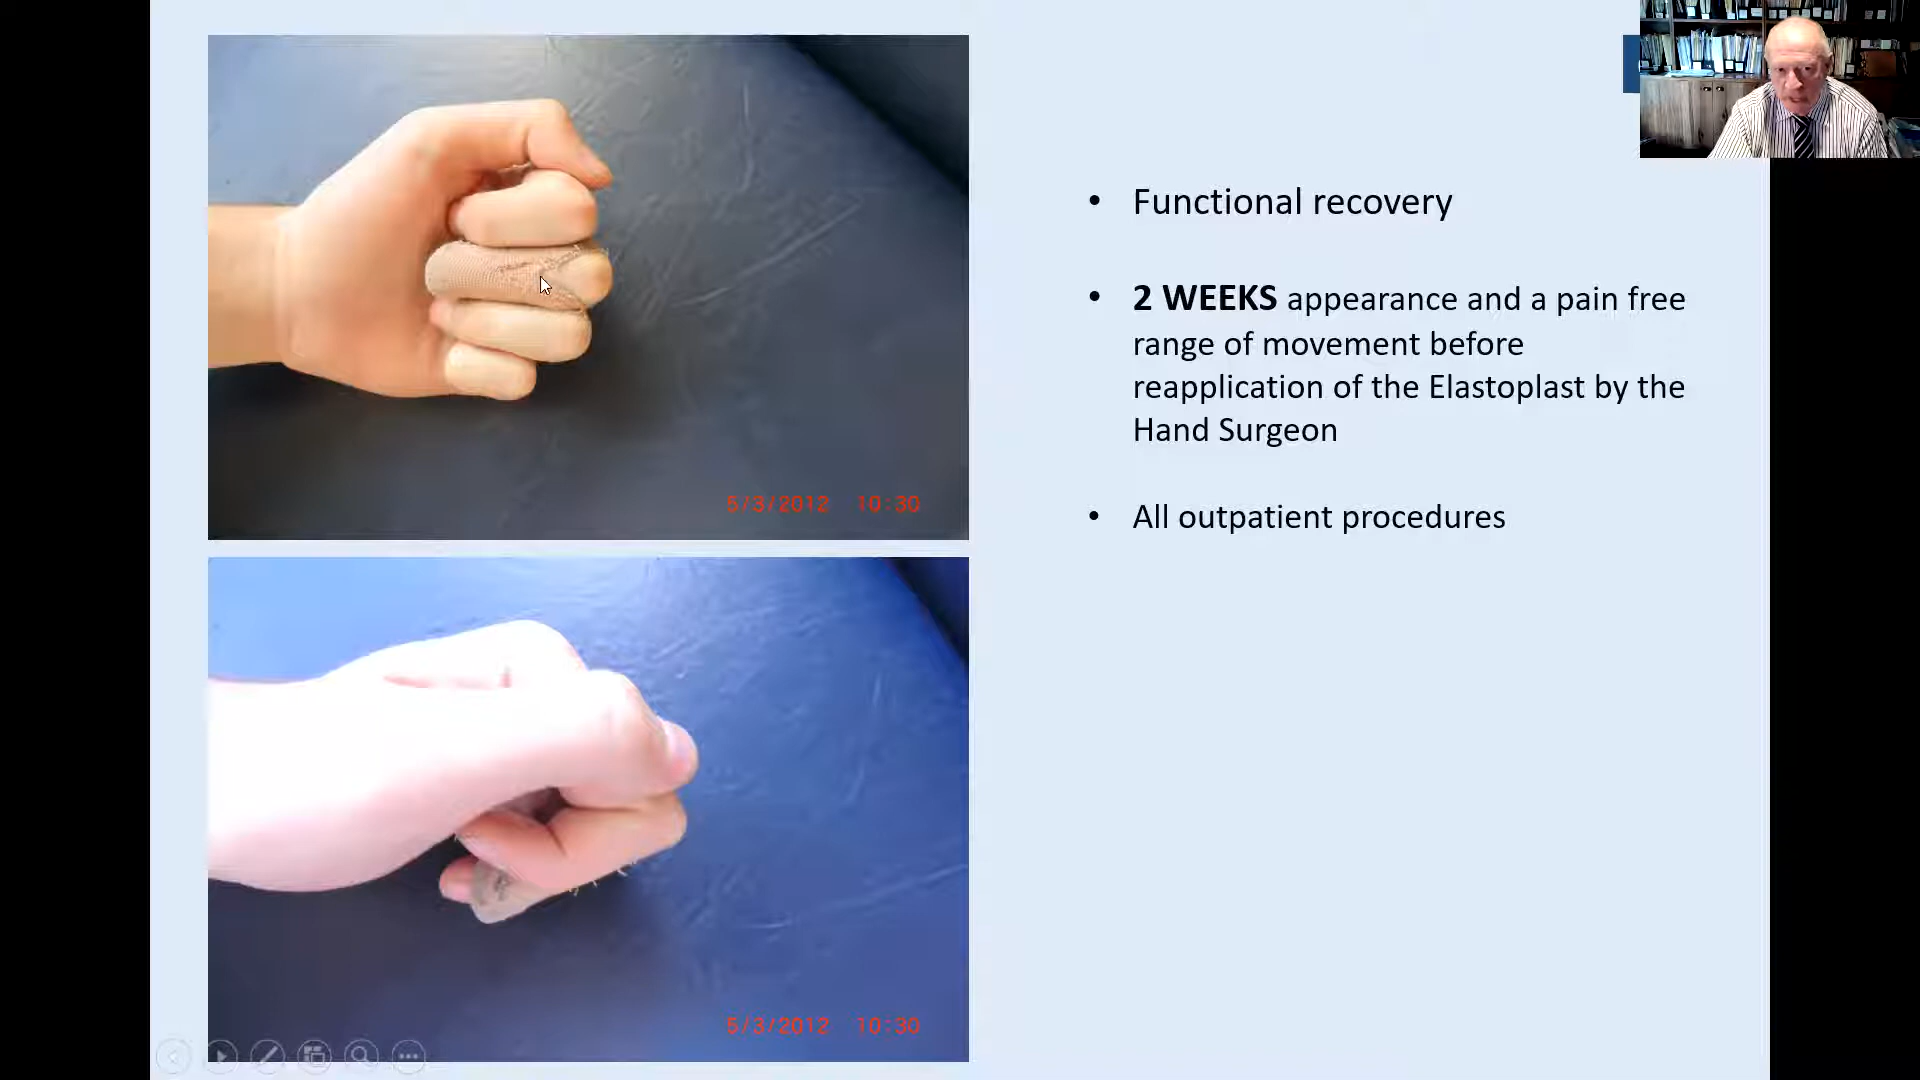 • Functional recovery
• 2 WEEKS appearance and a pain free
range of movement before
reapplication of the Elastoplast by the
Hand Surgeon
• All outpatient procedures
5/3/2012 10:30
5/3/2012 10:30